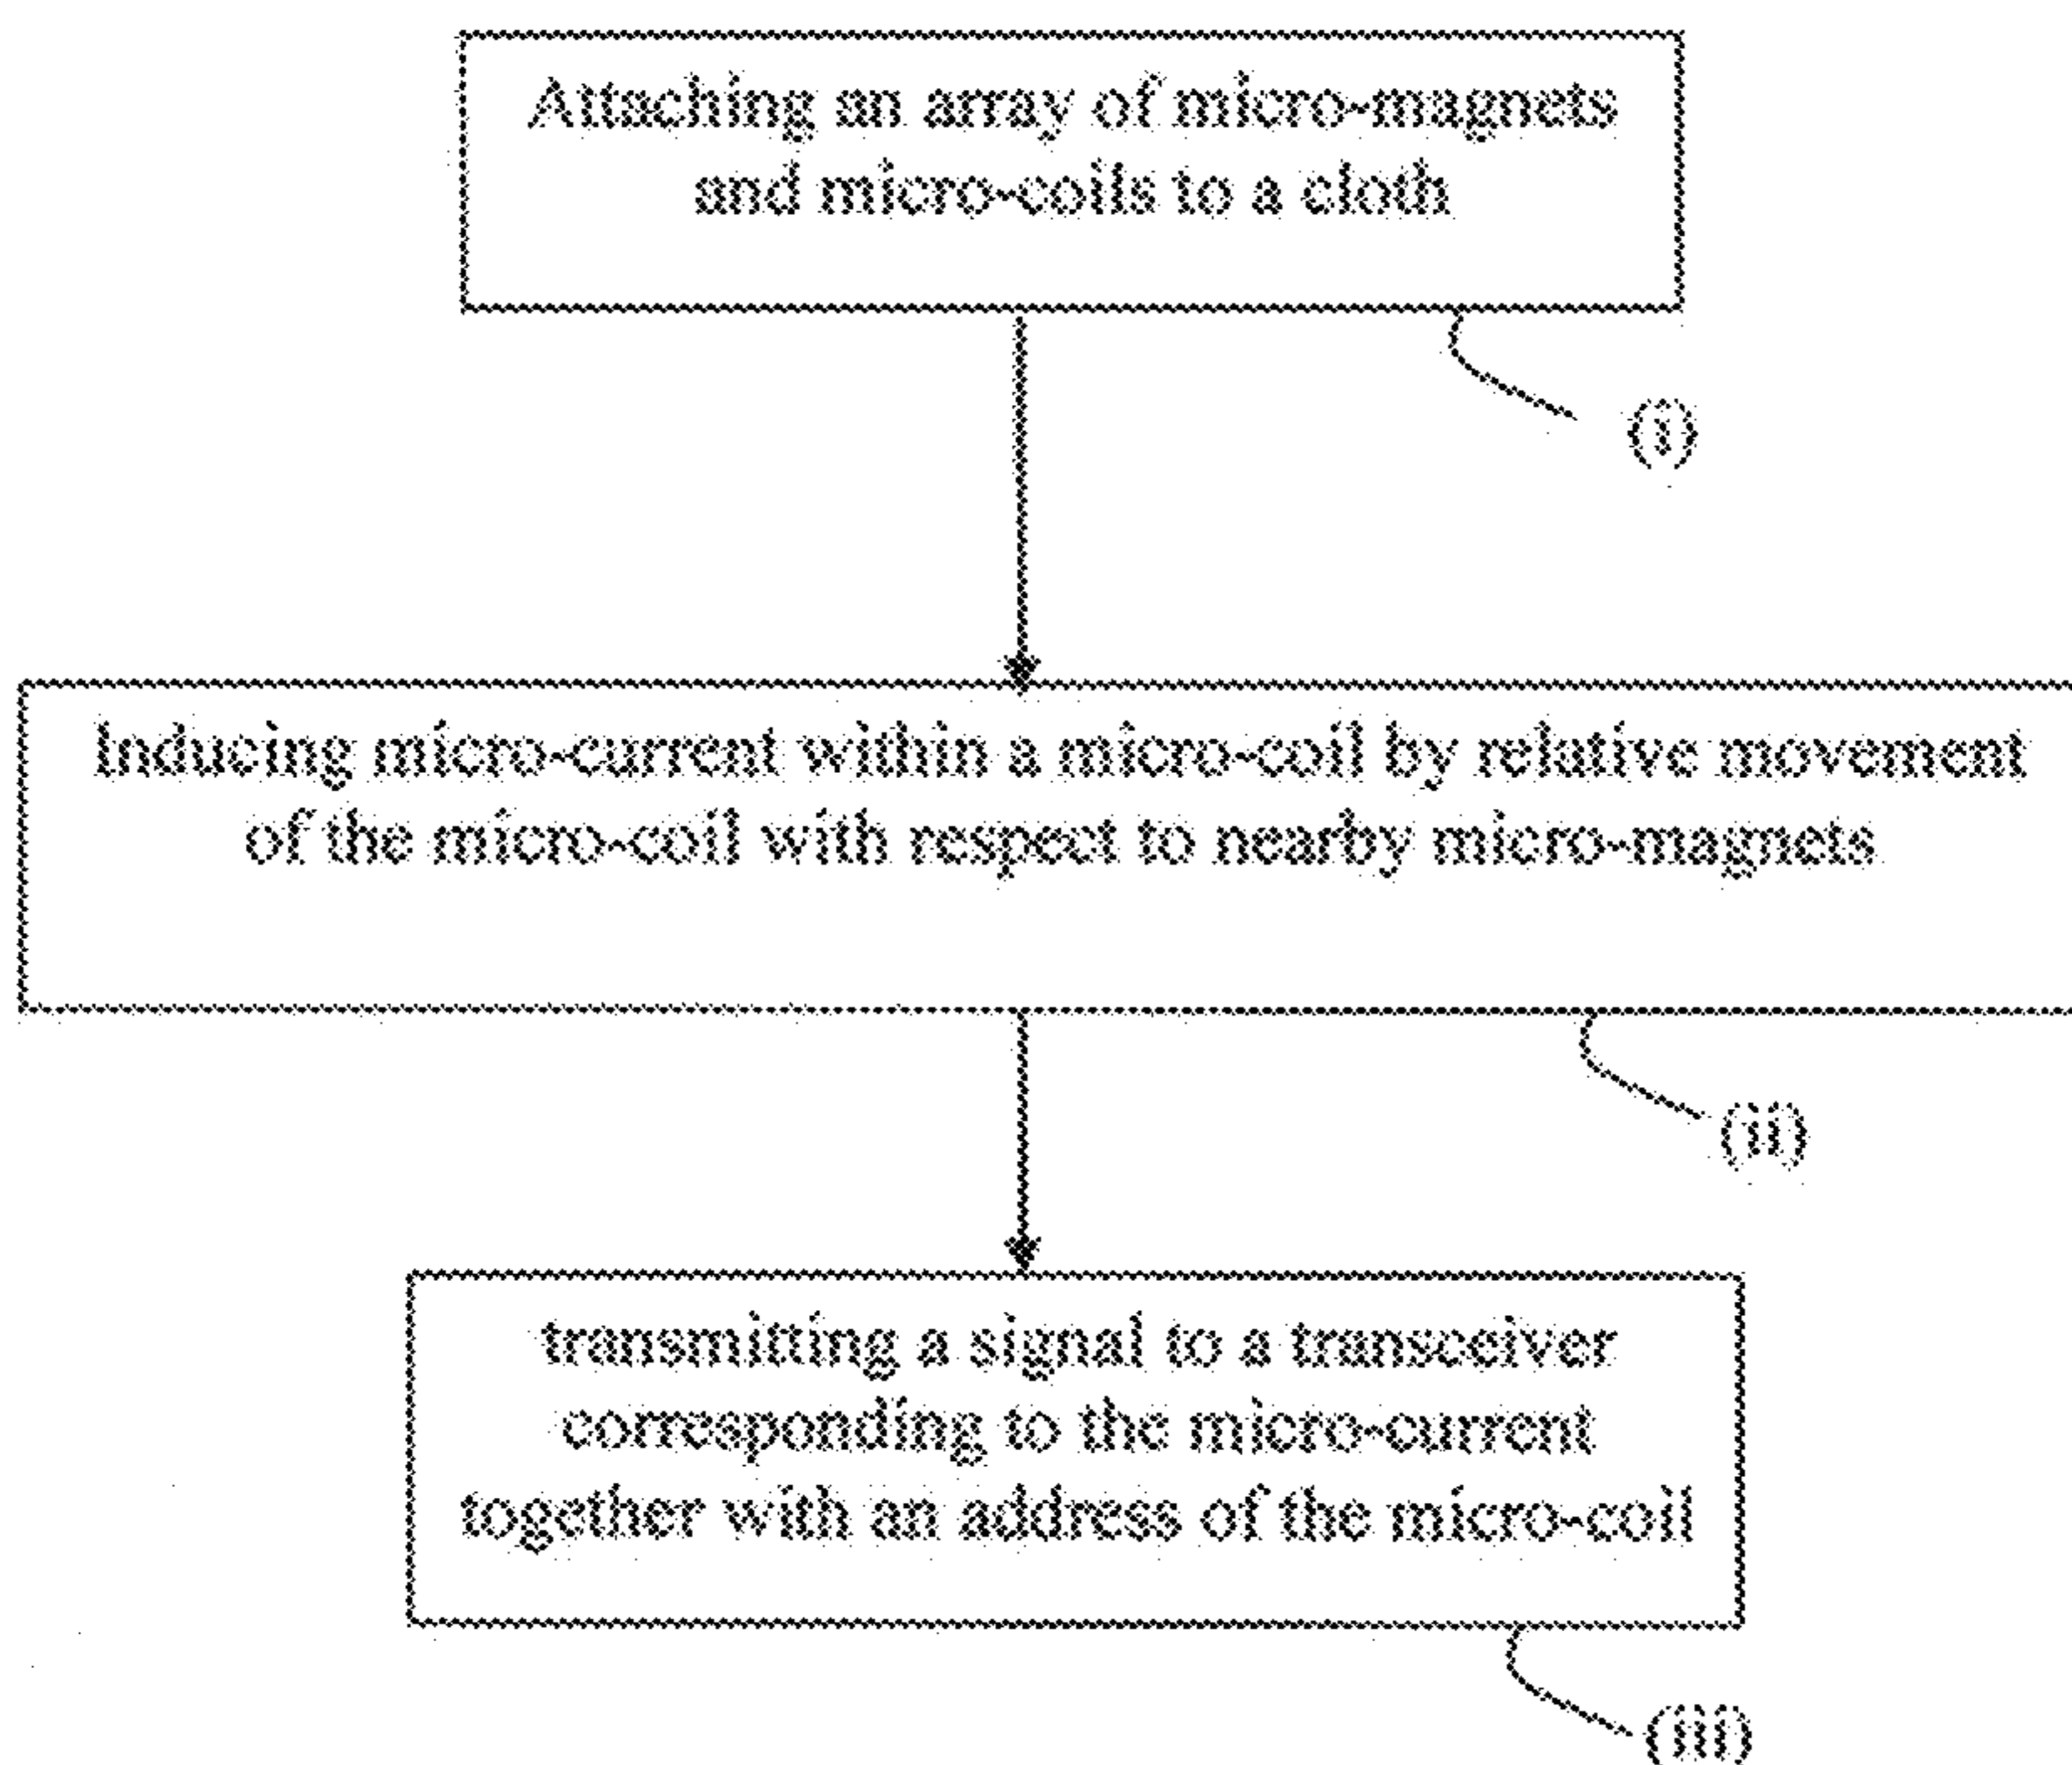 Attaching an array of micro-magnets
and micro-coils to a cloth
(i)
Inducing micro-current within a micro-coil by relative movement
of the micro-coil with respect to nearby micro-magnets
(ii)
transmitting a signal to a transceiver
corresponding to the micro-current
together with an address of the micro-coil
(iii)